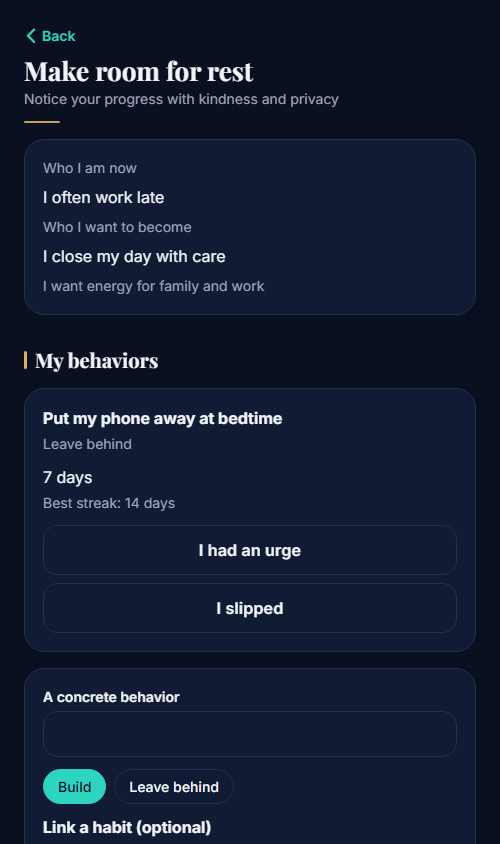 Back
Make room for rest
Notice your progress with kindness and privacy
Who I am now
I often work late
Who I want to become
I close my day with care
I want energy for family and work
My behaviors
Put my phone away at bedtime
Leave behind
7 days
Best streak: 14 days
I had an urge
I slipped
A concrete behavior
Build
Leave behind
Link a habit (optional)